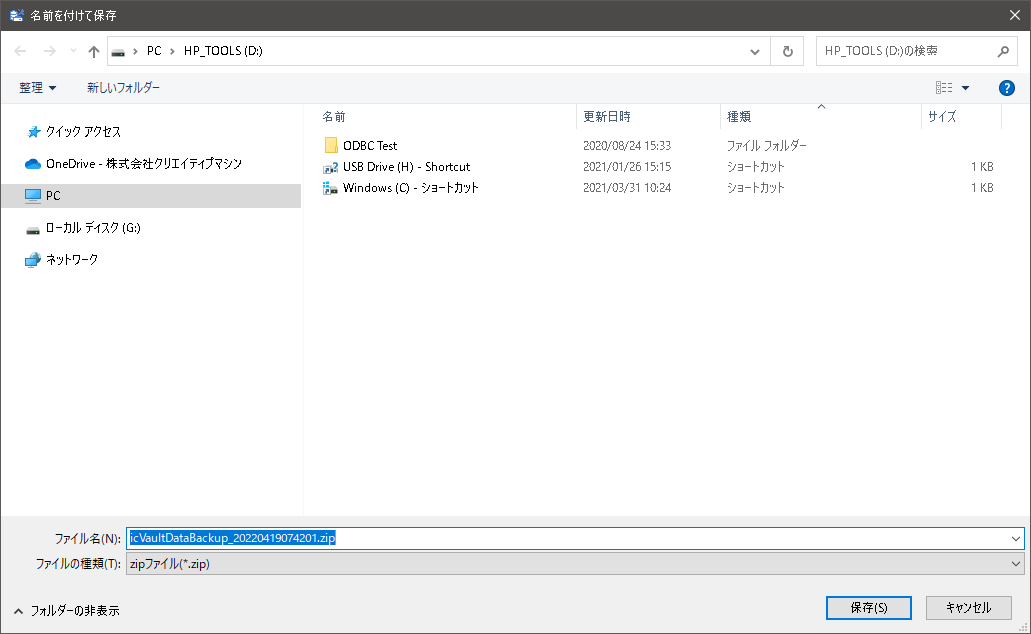 名前を付けて保存
PC › HP_TOOLS (D:)
HP_TOOLS (D:)の検索
整理 新しいフォルダー
クイック アクセス
OneDrive - 株式会社クリエイティブマシン
PC
ローカル ディスク (G:)
ネットワーク
名前 更新日時 種類 サイズ
ODBC Test 2020/08/24 15:33 ファイル フォルダー
USB Drive (H) - Shortcut 2021/01/26 15:15 ショートカット 1 KB
Windows (C) - ショートカット 2021/03/31 10:24 ショートカット 1 KB
ファイル名(N): icVaultDataBackup_20220419074201.zip
ファイルの種類(T): zipファイル(*.zip)
フォルダーの非表示
保存(S) キャンセル